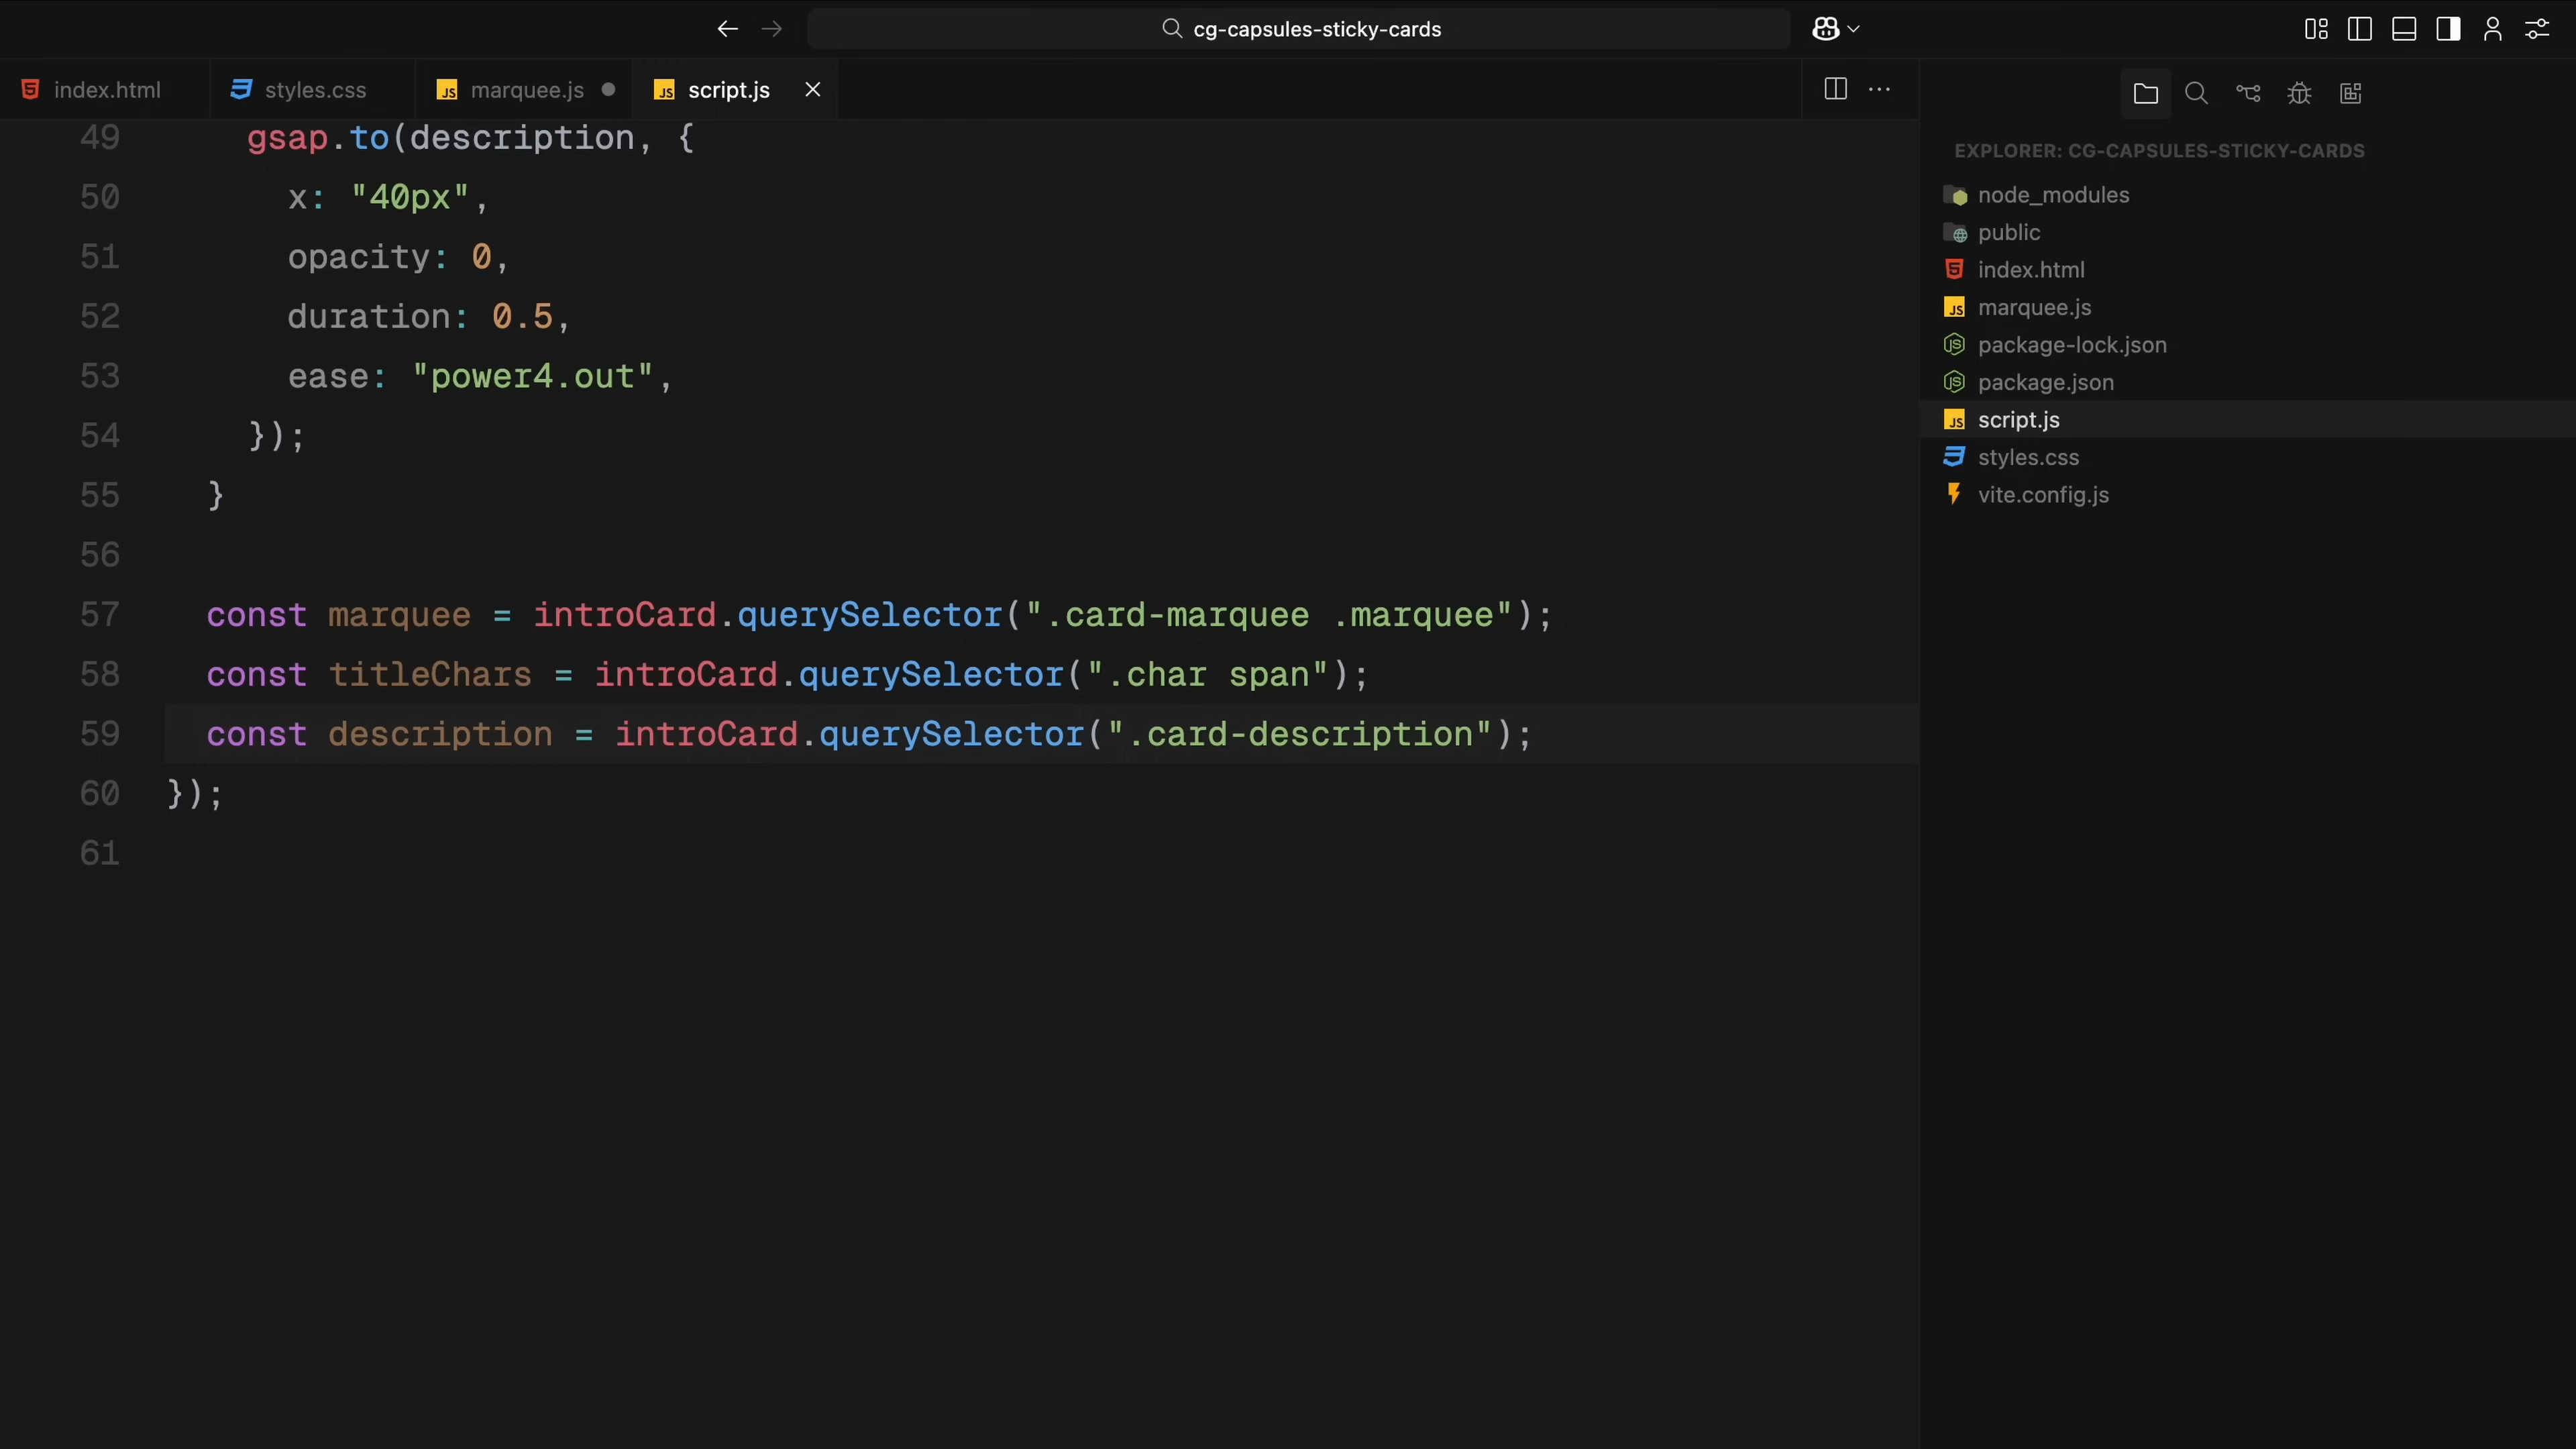 cg-capsules-sticky-cards
index.html
styles.css
JS marquee.js
JS script.js
49 gsap.to(description, {
50 x: "40px",
51 opacity: 0,
52 duration: 0.5,
53 ease: "power4.out",
54 });
55 }
56
57 const marquee = introCard.querySelector(".card-marquee .marquee");
58 const titleChars = introCard.querySelector(".char span");
59 const description = introCard.querySelector(".card-description");
60 });
61
EXPLORER: CG-CAPSULES-STICKY-CARDS
node_modules
public
index.html
JS marquee.js
package-lock.json
package.json
JS script.js
styles.css
vite.config.js